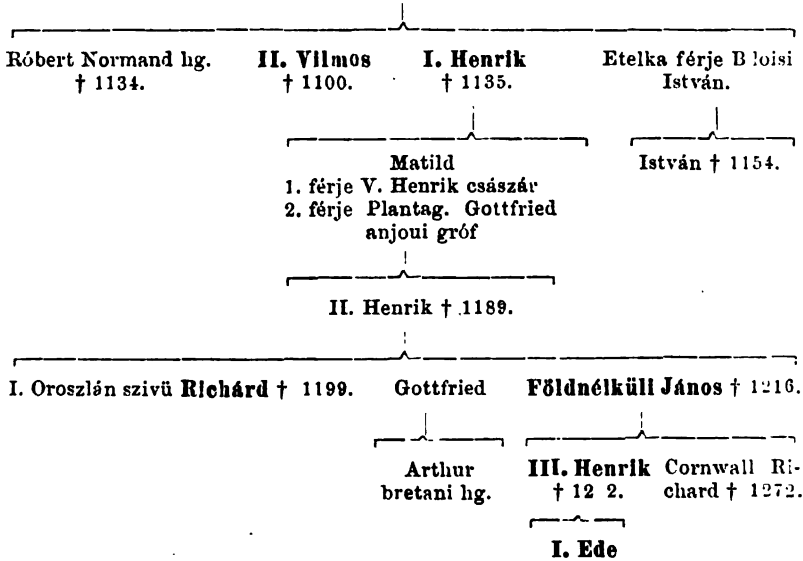 Róbert Normand hg.
† 1134.
II. Vilmos
† 1100.
I. Henrik
† 1135.
Etelka férje Bloisi
István.
Matild
1. férje V. Henrik császár
2. férje Plantag. Gottfried
anjoui gróf
István † 1154.
II. Henrik † 1189.
I. Oroszlán szivü Richárd † 1199.
Gottfried
Földnélküli János † 1216.
Arthur
bretani hg.
III. Henrik
† 12 2.
Cornwall Ri-
chard † 1272.
I. Ede